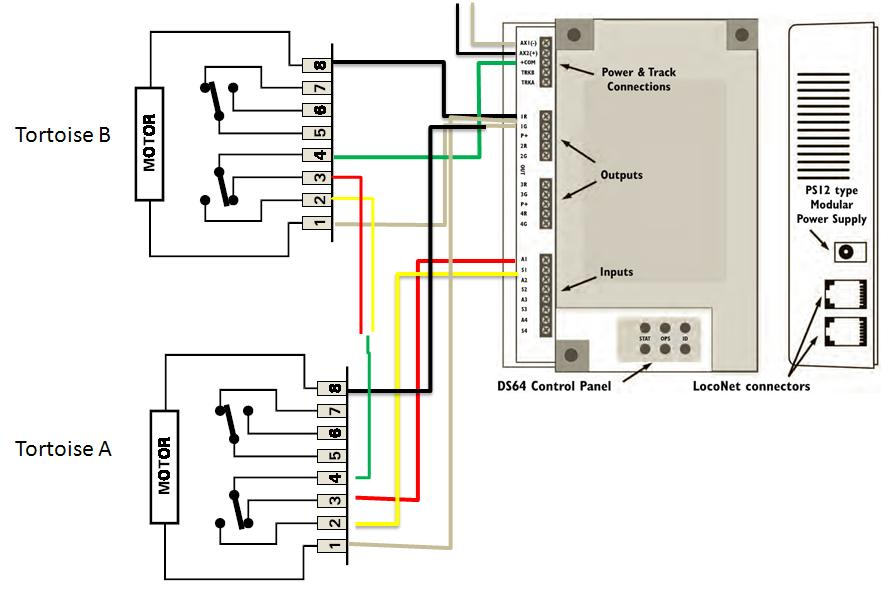 Tortoise B
MOTOR
8
7
6
5
4
3
2
1
AX1(-)
AX2(+)
+COM
TRKB
TRKA
Power & Track
Connections
1R
1G
P+
2R
2G
OUT
3R
3G
P+
4R
4G
Outputs
A1
S1
A2
S2
A3
S3
A4
S4
Inputs
STAT OPS ID
DS64 Control Panel
PS12 type
Modular
Power Supply
LocoNet connectors
Tortoise A
MOTOR
8
7
6
5
4
3
2
1